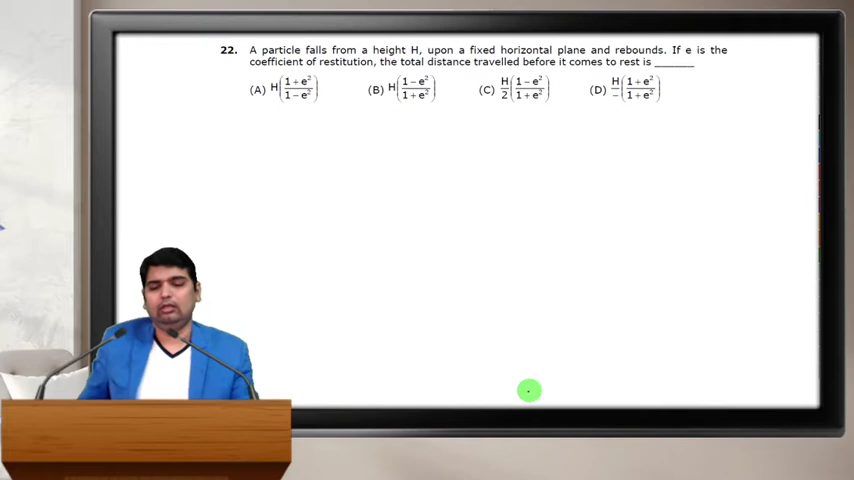 22. A particle falls from a height H, upon a fixed horizontal plane and rebounds. If e is the
coefficient of restitution, the total distance travelled before it comes to rest is ______
(A) H(1+e²/1−e²) (B) H(1−e²/1+e²) (C) H/2(1−e²/1+e²) (D) H/−(1+e²/1+e²)